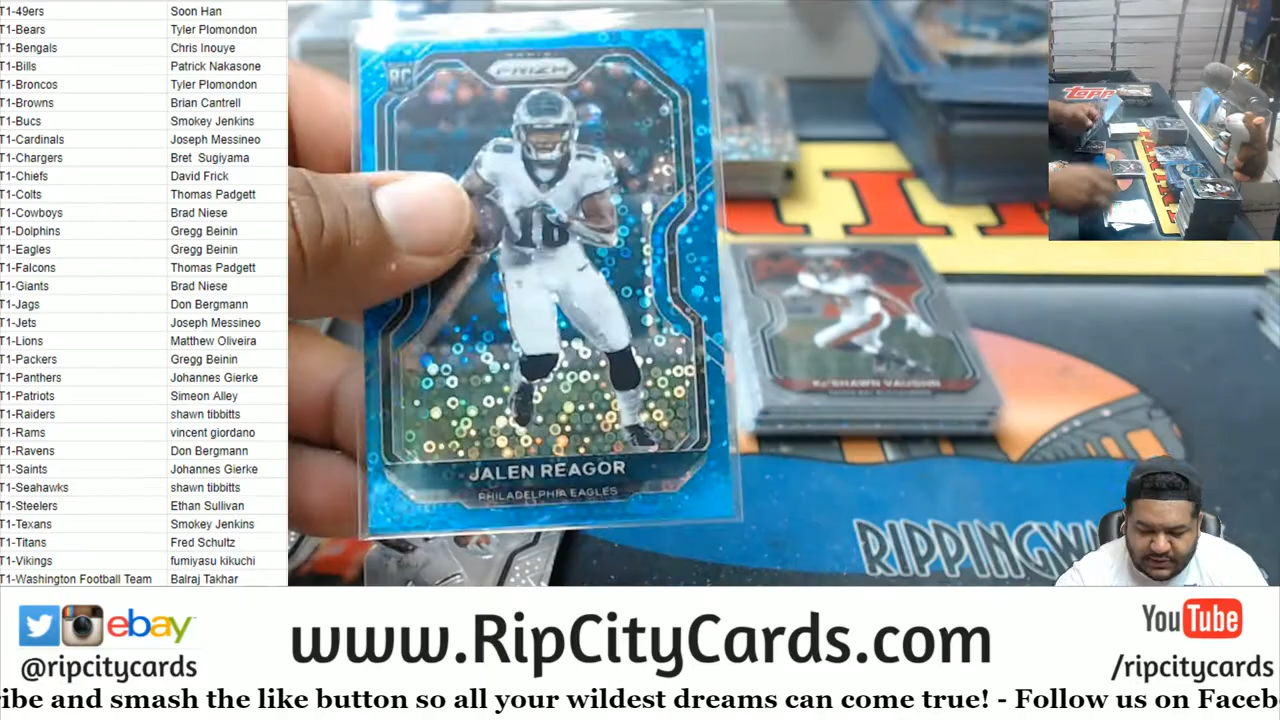 T1-49ers Soon Han
T1-Bears Tyler Plomondon
T1-Bengals Chris Inouye
T1-Bills Patrick Nakasone
T1-Broncos Tyler Plomondon
T1-Browns Brian Cantrell
T1-Bucs Smokey Jenkins
T1-Cardinals Joseph Messineo
T1-Chargers Bret Sugiyama
T1-Chiefs David Frick
T1-Colts Thomas Padgett
T1-Cowboys Brad Niese
T1-Dolphins Gregg Beinin
T1-Eagles Gregg Beinin
T1-Falcons Thomas Padgett
T1-Giants Brad Niese
T1-Jags Don Bergmann
T1-Jets Joseph Messineo
T1-Lions Matthew Oliveira
T1-Packers Gregg Beinin
T1-Panthers Johannes Gierke
T1-Patriots Simeon Alley
T1-Raiders shawn tibbitts
T1-Rams vincent giordano
T1-Ravens Don Bergmann
T1-Saints Johannes Gierke
T1-Seahawks shawn tibbitts
T1-Steelers Ethan Sullivan
T1-Texans Smokey Jenkins
T1-Titans Fred Schultz
T1-Vikings fumiyasu kikuchi
T1-Washington Football Team Balraj Takhar
RC
PANINI
PRIZM
18
JALEN REAGOR
PHILADELPHIA EAGLES
KE'SHAWN VAUGHN
Topps
RIPPINGW
ebay
@ripcitycards
www.RipCityCards.com
YouTube
/ripcitycards
ribe and smash the like button so all your wildest dreams can come true! - Follow us on Faceb